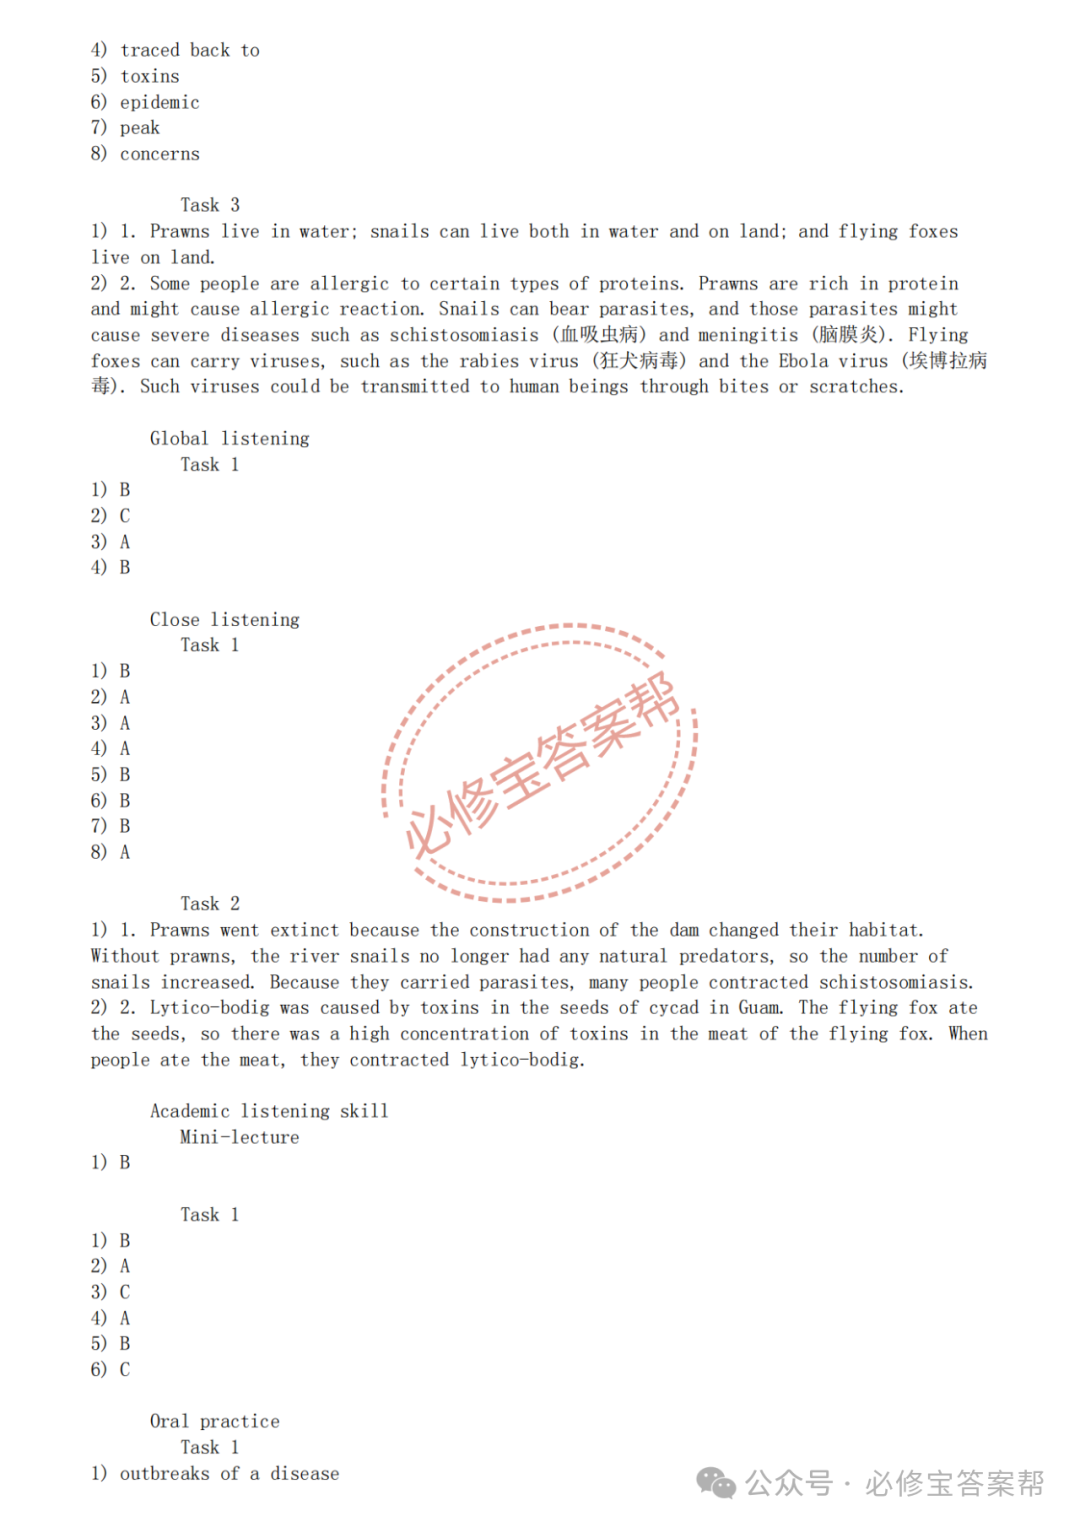 4) traced back to
5) toxins
6) epidemic
7) peak
8) concerns
Task 3
1) 1. Prawns live in water; snails can live both in water and on land; and flying foxes
live on land.
2) 2. Some people are allergic to certain types of proteins. Prawns are rich in protein
and might cause allergic reaction. Snails can bear parasites, and those parasites might
cause severe diseases such as schistosomiasis (血吸虫病) and meningitis (脑膜炎). Flying
foxes can carry viruses, such as the rabies virus (狂犬病毒) and the Ebola virus (埃博拉病
毒). Such viruses could be transmitted to human beings through bites or scratches.
Global listening
Task 1
1) B
2) C
3) A
4) B
Close listening
Task 1
1) B
2) A
3) A
4) A
5) B
6) B
7) B
8) A
必修宝答案帮
Task 2
1) 1. Prawns went extinct because the construction of the dam changed their habitat.
Without prawns, the river snails no longer had any natural predators, so the number of
snails increased. Because they carried parasites, many people contracted schistosomiasis.
2) 2. Lytico-bodig was caused by toxins in the seeds of cycad in Guam. The flying fox ate
the seeds, so there was a high concentration of toxins in the meat of the flying fox. When
people ate the meat, they contracted lytico-bodig.
Academic listening skill
Mini-lecture
1) B
Task 1
1) B
2) A
3) C
4) A
5) B
6) C
Oral practice
Task 1
1) outbreaks of a disease
公众号 · 必修宝答案帮